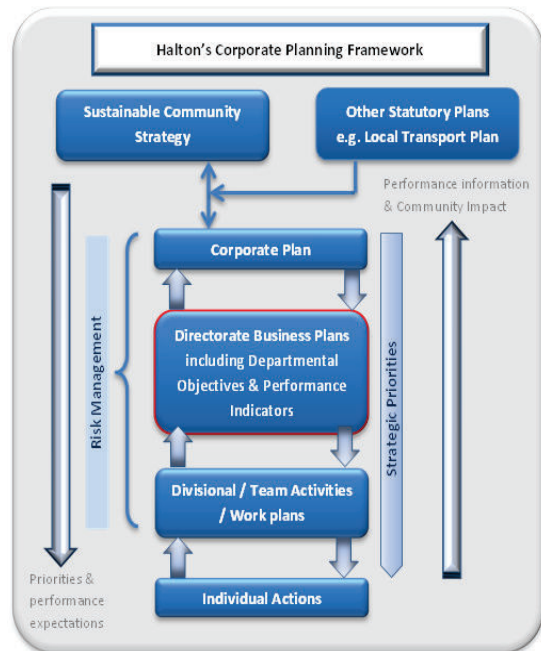 Halton's Corporate Planning Framework
Sustainable Community
Strategy
Other Statutory Plans
e.g. Local Transport Plan
Performance information
& Community Impact
Corporate Plan
Directorate Business Plans
including Departmental
Objectives & Performance
Indicators
Risk Management
Strategic Priorities
Divisional / Team Activities
/ Work plans
Priorities &
performance
expectations
Individual Actions